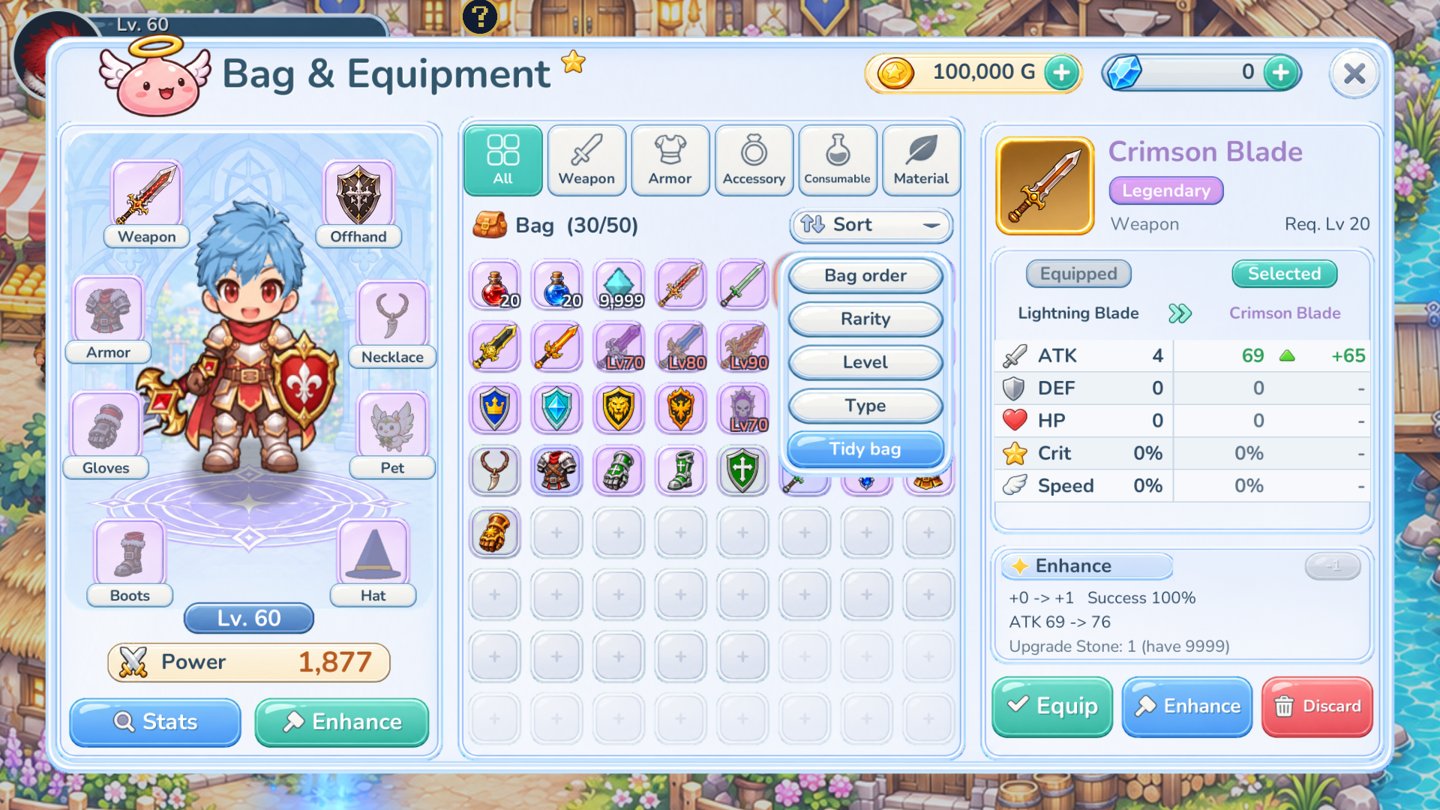 Lv. 60
?
Bag & Equipment
100,000 G
0
Weapon
Offhand
Armor
Necklace
Gloves
Pet
Boots
Hat
Lv. 60
Power 1,877
Stats
Enhance
All
Weapon
Armor
Accessory
Consumable
Material
Bag (30/50)
Sort
20
20
9,999
Lv70
Lv80
Lv90
Lv70
Bag order
Rarity
Level
Type
Tidy bag
Crimson Blade
Legendary
Weapon
Req. Lv 20
Equipped
Selected
Lightning Blade
Crimson Blade
ATK 4 69 +65
DEF 0 0 -
HP 0 0 -
Crit 0% 0% -
Speed 0% 0% -
Enhance
-1
+0 -> +1 Success 100%
ATK 69 -> 76
Upgrade Stone: 1 (have 9999)
Equip
Enhance
Discard